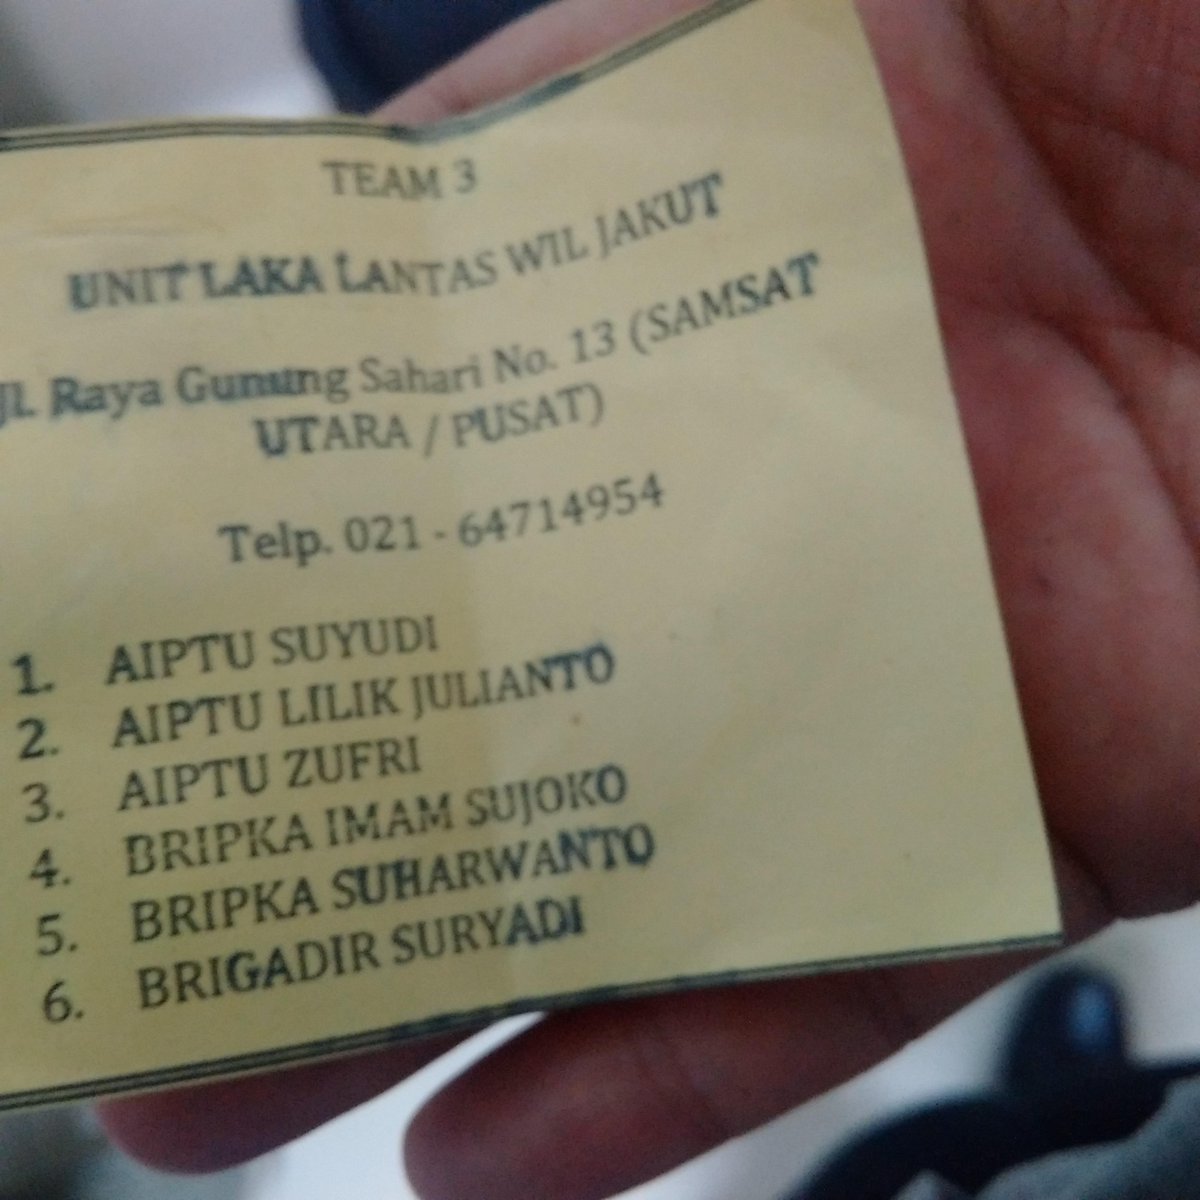 TEAM 3
UNIT LAKA LANTAS WIL JAKUT
Jl. Raya Gunung Sahari No. 13 (SAMSAT
UTARA / PUSAT)
Telp. 021 - 64714954
1. AIPTU SUYUDI
2. AIPTU LILIK JULIANTO
3. AIPTU ZUFRI
4. BRIPKA IMAM SUJOKO
5. BRIPKA SUHARWANTO
6. BRIGADIR SURYADI